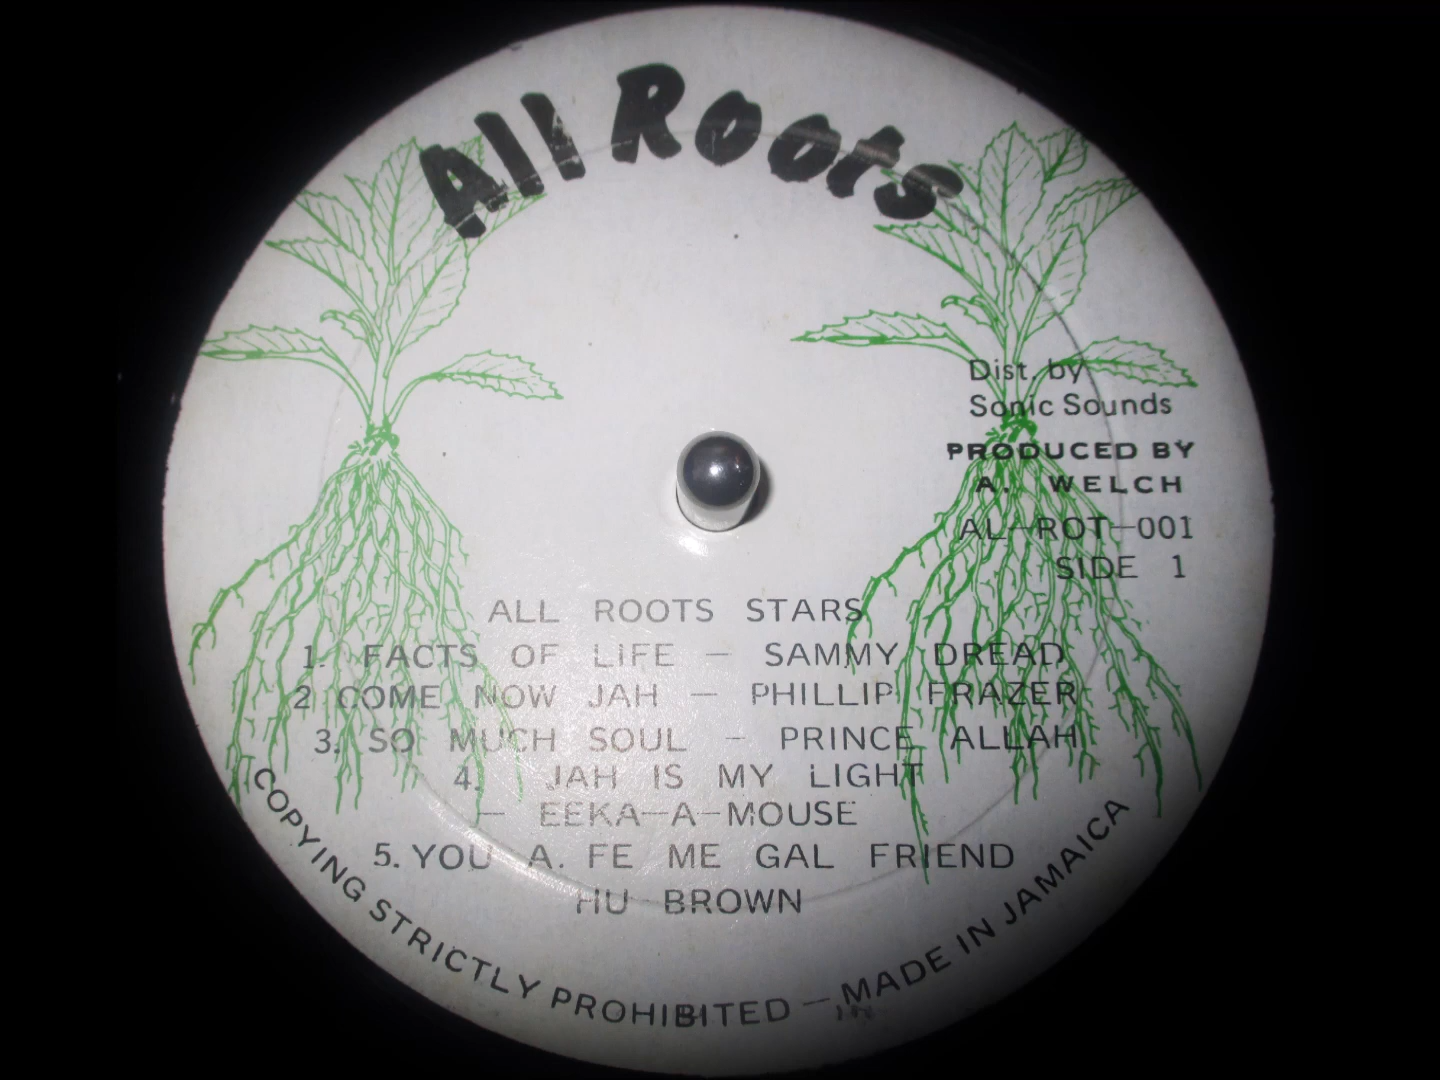 All Roots
Dist. by
Sonic Sounds
PRODUCED BY
A. WELCH
AL-ROT-001
SIDE 1
ALL ROOTS STARS
1. FACTS OF LIFE - SAMMY DREAD
2 COME NOW JAH - PHILLIP FRAZER
3. SO MUCH SOUL - PRINCE ALLAH
4. JAH IS MY LIGHT
- EEKA-A-MOUSE
5. YOU A. FE ME GAL FRIEND
HU BROWN
COPYING STRICTLY PROHIBITED - MADE IN JAMAICA